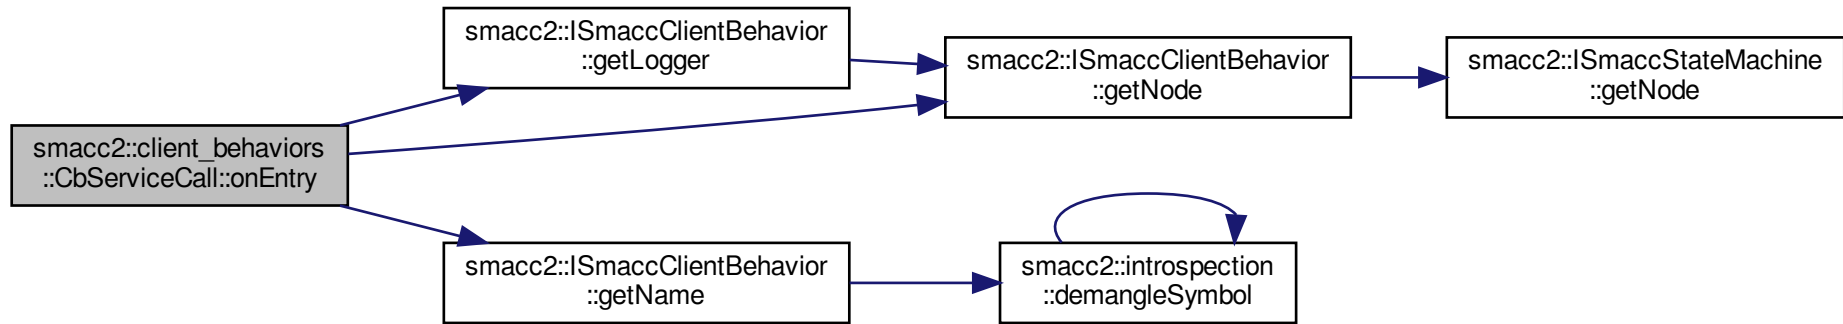 smacc2::ISmaccClientBehavior
::getLogger
smacc2::ISmaccClientBehavior
::getNode
smacc2::ISmaccStateMachine
::getNode
smacc2::client_behaviors
::CbServiceCall::onEntry
smacc2::ISmaccClientBehavior
::getName
smacc2::introspection
::demangleSymbol